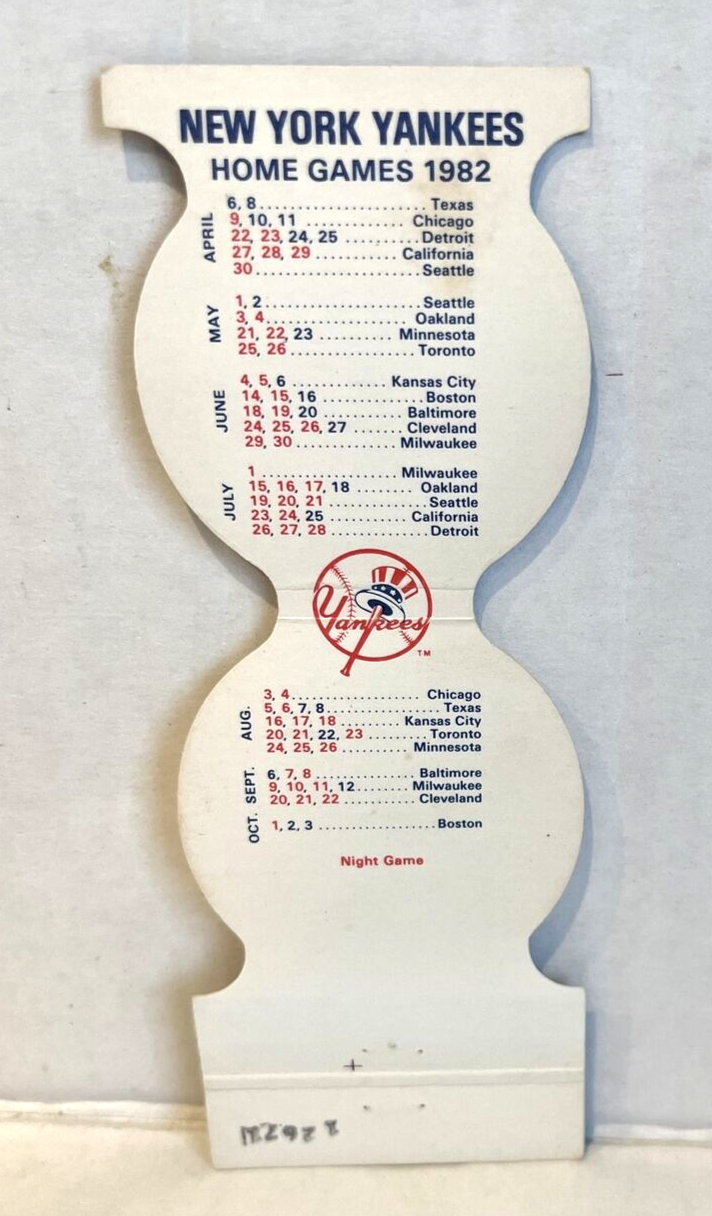 NEW YORK YANKEES
HOME GAMES 1982
APRIL
6, 8 ........................ Texas
9, 10, 11 .............. Chicago
22, 23, 24, 25 .......... Detroit
27, 28, 29 ........... California
30 ........................ Seattle
MAY
1, 2 ........................ Seattle
3, 4 ..................... Oakland
21, 22, 23 ............ Minnesota
25, 26 ................. Toronto
JUNE
4, 5, 6 ............. Kansas City
14, 15, 16 .............. Boston
18, 19, 20 ........... Baltimore
24, 25, 26, 27 ........ Cleveland
29, 30 ............... Milwaukee
JULY
1 ...................... Milwaukee
15, 16, 17, 18 ........ Oakland
19, 20, 21 ............... Seattle
23, 24, 25 .......... California
26, 27, 28 ............... Detroit
Yankees
TM
AUG.
3, 4 ..................... Chicago
5, 6, 7, 8 .................. Texas
16, 17, 18 ......... Kansas City
20, 21, 22, 23 .......... Toronto
24, 25, 26 ........... Minnesota
SEPT.
6, 7, 8 ................ Baltimore
9, 10, 11, 12 ......... Milwaukee
20, 21, 22 ........... Cleveland
OCT.
1, 2, 3 .................. Boston
Night Game